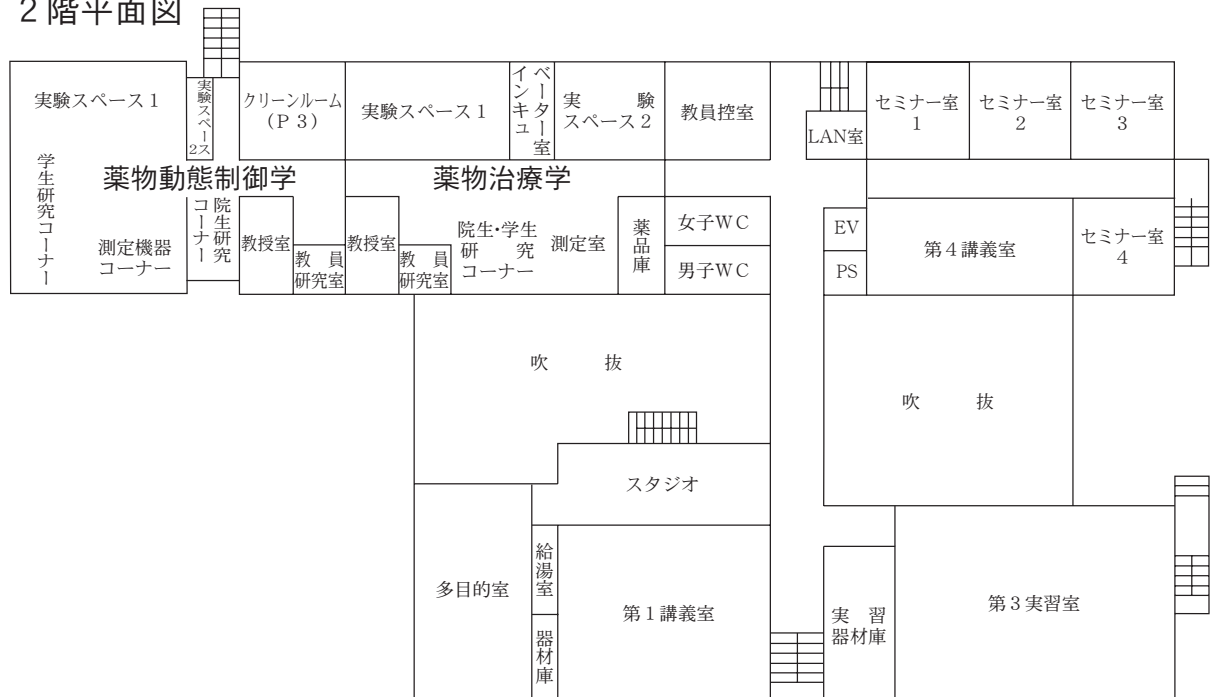 2階平面図
実験スペース1
実験スペース2
クリーンルーム
(P3)
実験スペース1
インキュ
ベーター室
実験
スペース2
教員控室
LAN室
セミナー室
1
セミナー室
2
セミナー室
3
学生研究コーナー
薬物動態制御学
薬物治療学
測定機器
コーナー
院生研究
コーナー
教授室
教員
研究室
教授室
教員
研究室
院生・学生
研究
コーナー
測定室
薬品庫
女子WC
男子WC
EV
PS
第4講義室
セミナー室
4
吹抜
吹抜
スタジオ
多目的室
給湯室
器材庫
第1講義室
実習
器材庫
第3実習室